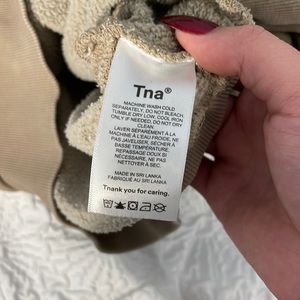 Tna®
MACHINE WASH COLD
SEPARATELY, DO NOT BLEACH.
TUMBLE DRY LOW, COOL IRON
ONLY IF NEEDED. DO NOT DRY
CLEAN.
LAVER SÉPARÉMENT À LA
MACHINE À L'EAU FROIDE. NE
PAS JAVELISER, SÉCHER À
BASSE TEMPÉRATURE.
REPASSAGE DOUX SI
NÉCESSAIRE. NE PAS
NETTOYER À SEC.
MADE IN SRI LANKA
FABRIQUÉ AU SRI LANKA
Thank you for caring.